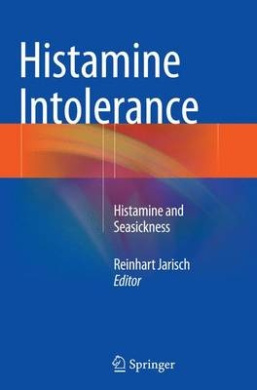 Histamine
Intolerance
Histamine and
Seasickness
Reinhart Jarisch
Editor
Springer